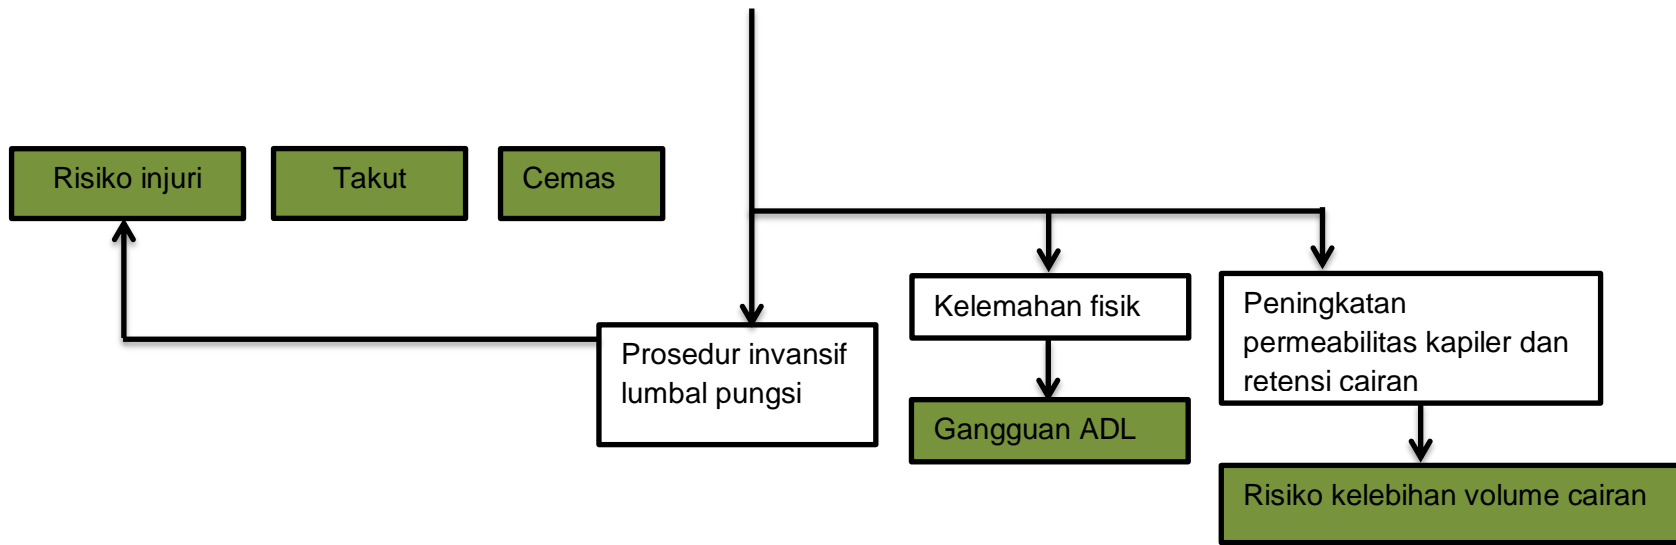 Risiko injuri
Takut
Cemas
Kelemahan fisik
Peningkatan
permeabilitas kapiler dan
retensi cairan
Prosedur invansif
lumbal pungsi
Gangguan ADL
Risiko kelebihan volume cairan